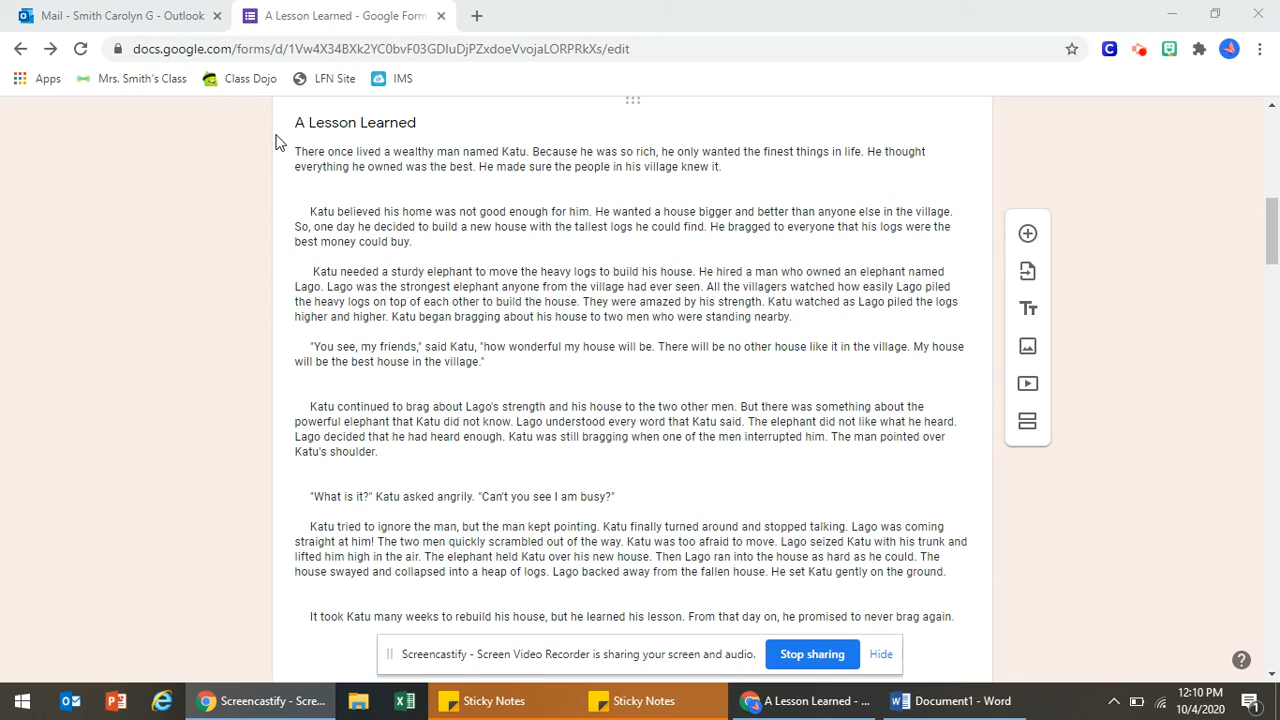 Mail - Smith Carolyn G - Outlook
A Lesson Learned - Google Form
docs.google.com/forms/d/1Vw4X34BXk2YC0bvF03GDIuDjPZxdoeVvojaLORPRkXs/edit
Apps
Mrs. Smith's Class
Class Dojo
LFN Site
IMS
A Lesson Learned
There once lived a wealthy man named Katu. Because he was so rich, he only wanted the finest things in life. He thought
everything he owned was the best. He made sure the people in his village knew it.
Katu believed his home was not good enough for him. He wanted a house bigger and better than anyone else in the village.
So, one day he decided to build a new house with the tallest logs he could find. He bragged to everyone that his logs were the
best money could buy.
Katu needed a sturdy elephant to move the heavy logs to build his house. He hired a man who owned an elephant named
Lago. Lago was the strongest elephant anyone from the village had ever seen. All the villagers watched how easily Lago piled
the heavy logs on top of each other to build the house. They were amazed by his strength. Katu watched as Lago piled the logs
higher and higher. Katu began bragging about his house to two men who were standing nearby.
"You see, my friends," said Katu, "how wonderful my house will be. There will be no other house like it in the village. My house
will be the best house in the village."
Katu continued to brag about Lago's strength and his house to the two other men. But there was something about the
powerful elephant that Katu did not know. Lago understood every word that Katu said. The elephant did not like what he heard.
Lago decided that he had heard enough. Katu was still bragging when one of the men interrupted him. The man pointed over
Katu's shoulder.
"What is it?" Katu asked angrily. "Can't you see I am busy?"
Katu tried to ignore the man, but the man kept pointing. Katu finally turned around and stopped talking. Lago was coming
straight at him! The two men quickly scrambled out of the way. Katu was too afraid to move. Lago seized Katu with his trunk and
lifted him high in the air. The elephant held Katu over his new house. Then Lago ran into the house as hard as he could. The
house swayed and collapsed into a heap of logs. Lago backed away from the fallen house. He set Katu gently on the ground.
It took Katu many weeks to rebuild his house, but he learned his lesson. From that day on, he promised to never brag again.
Screencastify - Screen Video Recorder is sharing your screen and audio.
Stop sharing
Hide
Screencastify - Scre...
Sticky Notes
Sticky Notes
A Lesson Learned - ...
Document1 - Word
12:10 PM
10/4/2020